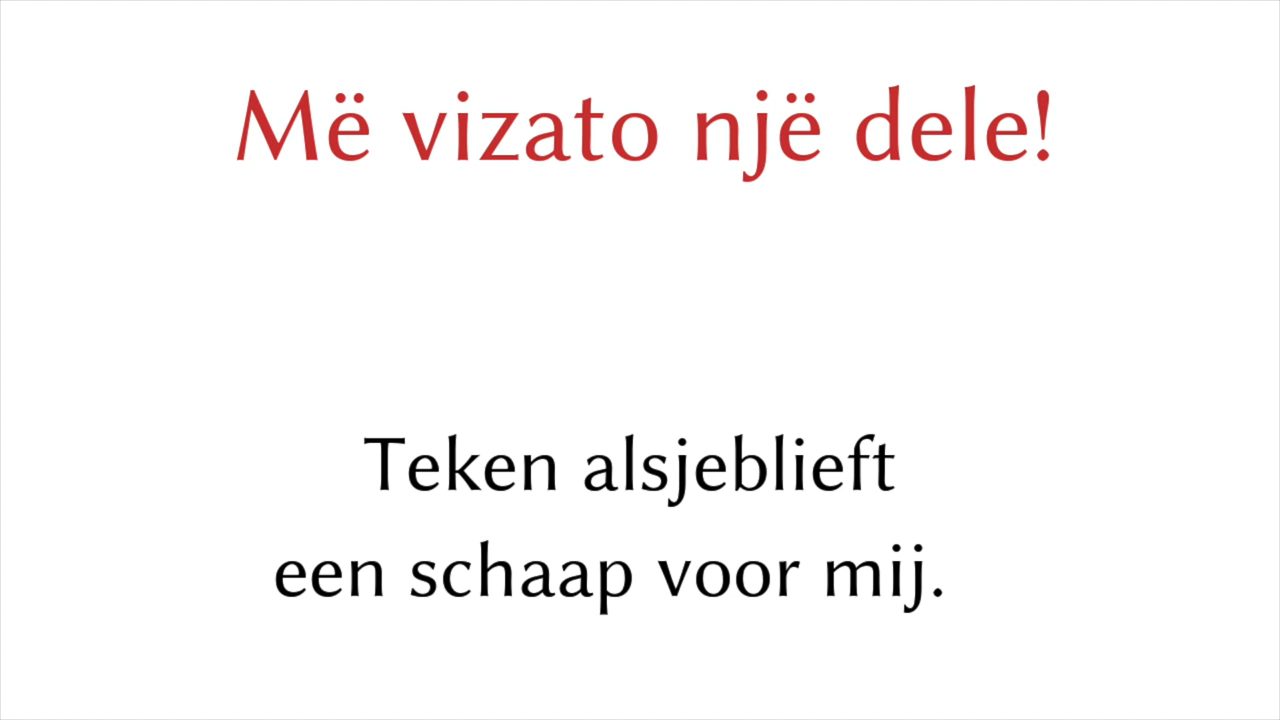 Më vizato një dele!
Teken alsjeblieft
een schaap voor mij.